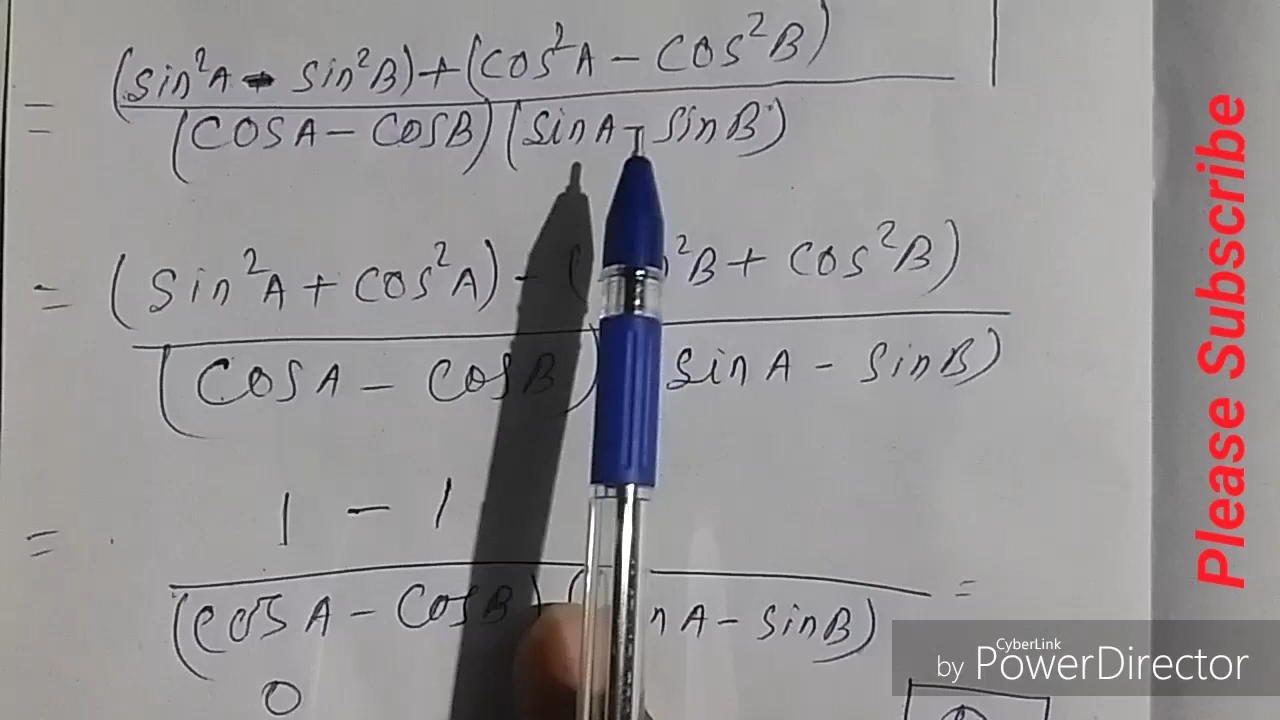 = (sin²A - sin²B) + (cos²A - cos²B)
(cosA - cosB) (sinA - sinB)
= (sin²A + cos²A) - ( ²B + cos²B)
(cosA - cosB) sinA - sinB)
= 1 - 1
(cosA - cosB) ( nA - sinB) =
0
Please Subscribe
CyberLink
by PowerDirector